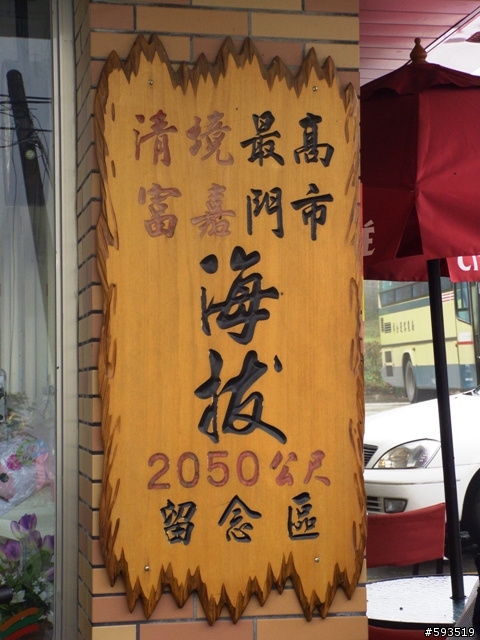 清境最高
富嘉門市
海
拔
2050公尺
留念區
#593519